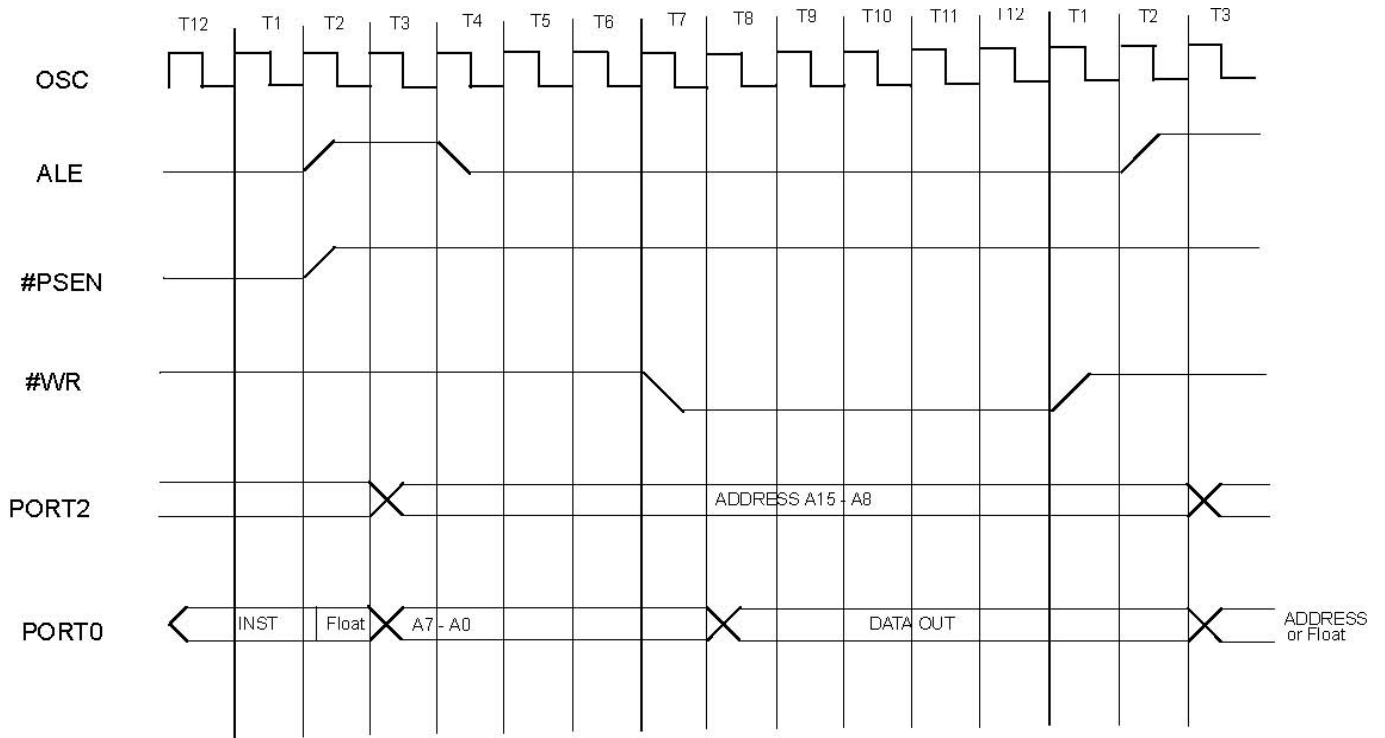 T12 T1 T2 T3 T4 T5 T6 T7 T8 T9 T10 T11 T12 T1 T2 T3
OSC
ALE
#PSEN
#WR
PORT2 ADDRESS A15 - A8
PORT0 INST Float A7 - A0 DATA OUT ADDRESS
or Float